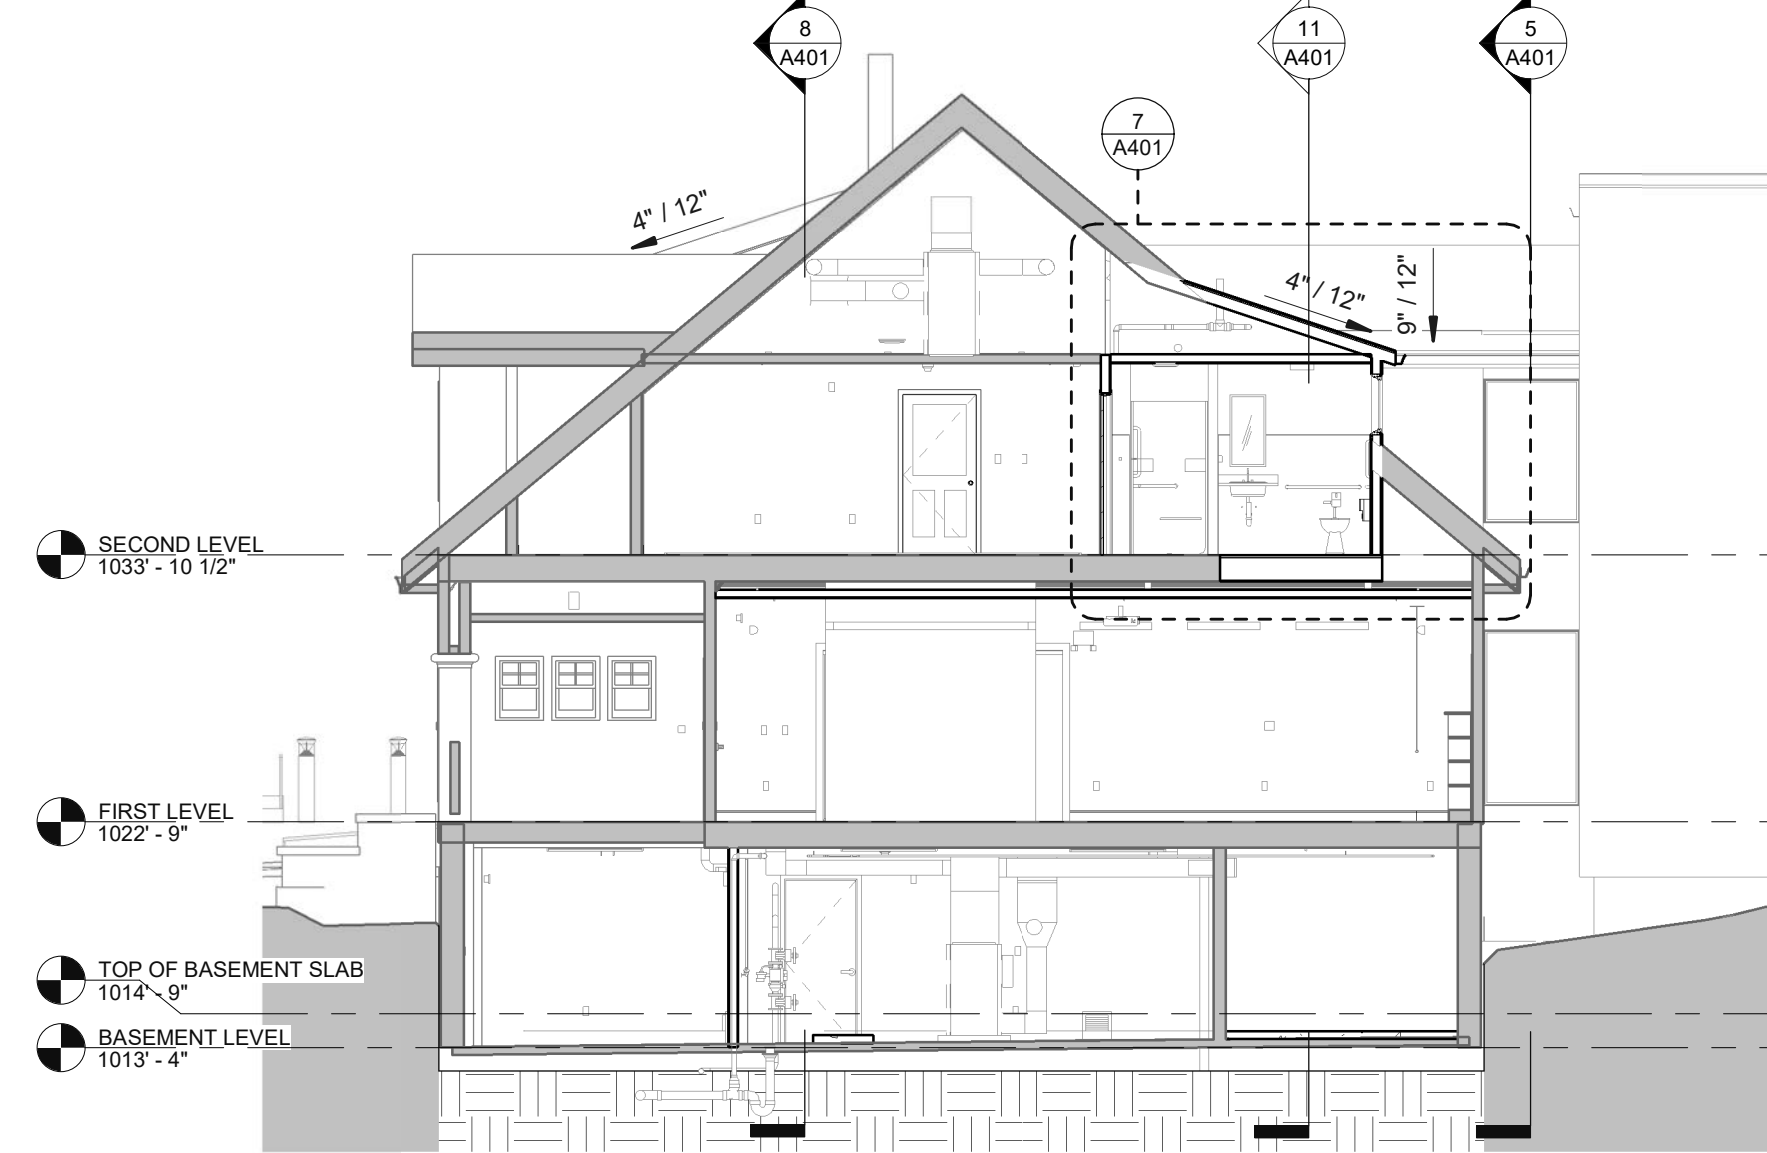 8
A401
11
A401
5
A401
7
A401
4" / 12"
4" / 12"
9" / 12"
SECOND LEVEL
1033' - 10 1/2"
FIRST LEVEL
1022' - 9"
TOP OF BASEMENT SLAB
1014' - 9"
BASEMENT LEVEL
1013' - 4"